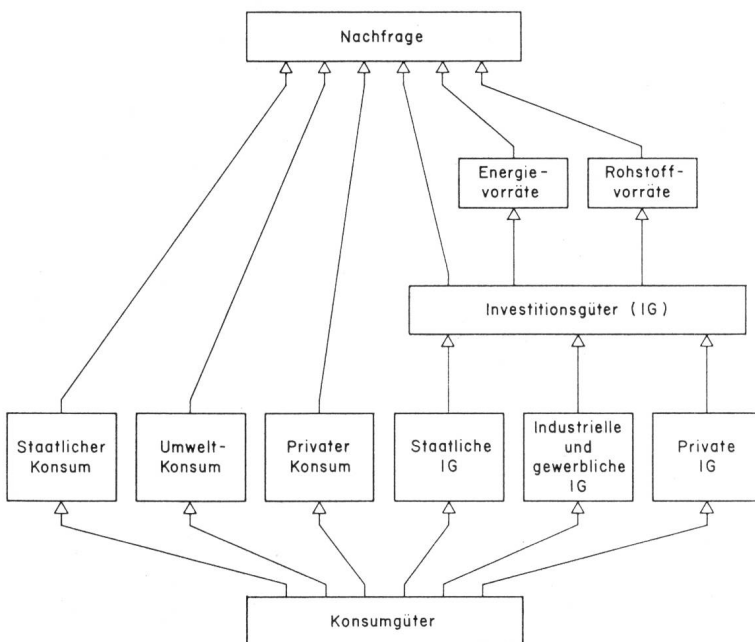 Nachfrage
Energie-
vorräte
Rohstoff-
vorräte
Investitionsgüter (IG)
Staatlicher
Konsum
Umwelt-
Konsum
Privater
Konsum
Staatliche
IG
Industrielle
und
gewerbliche
IG
Private
IG
Konsumgüter